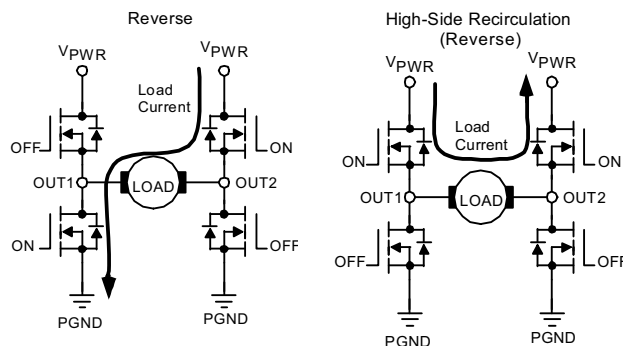 Reverse
VPWR
VPWR
Load
Current
OFF
ON
OUT1
LOAD
OUT2
ON
OFF
PGND
High-Side Recirculation
(Reverse)
VPWR
VPWR
Load
Current
ON
ON
OUT1
LOAD
OUT2
OFF
OFF
PGND
PGND